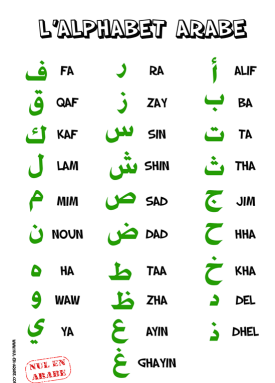 L'ALPHABET ARABE
ف FA ر RA أ ALIF
ق QAF ز ZAY ب BA
ك KAF س SIN ت TA
ل LAM ش SHIN ث THA
م MIM ص SAD ج JIM
ن NOUN ض DAD ح HHA
ه HA ط TAA خ KHA
و WAW ظ ZHA د DEL
ي YA ع AYIN ذ DHEL
غ GHAYIN
NUL EN
ARABE